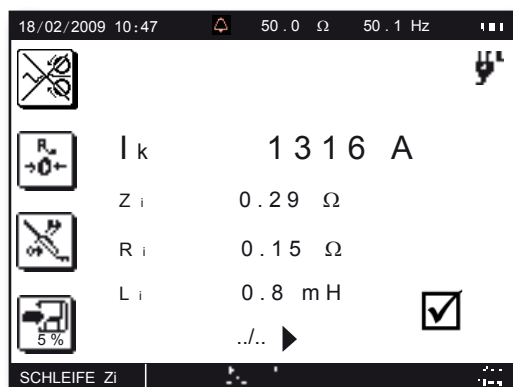 18/02/2009 10:47 50.0 Ω 50.1 Hz
Ik 1316 A
Zi 0.29 Ω
Ri 0.15 Ω
Li 0.8 mH
5%
../..
SCHLEIFE Zi